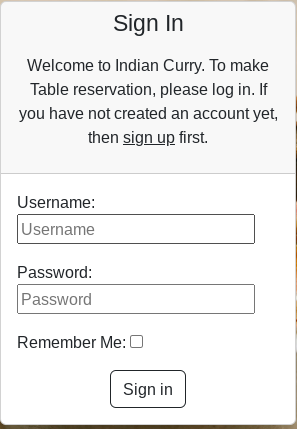 Sign In
Welcome to Indian Curry. To make
Table reservation, please log in. If
you have not created an account yet,
then sign up first.
Username:
Username
Password:
Password
Remember Me:
Sign in